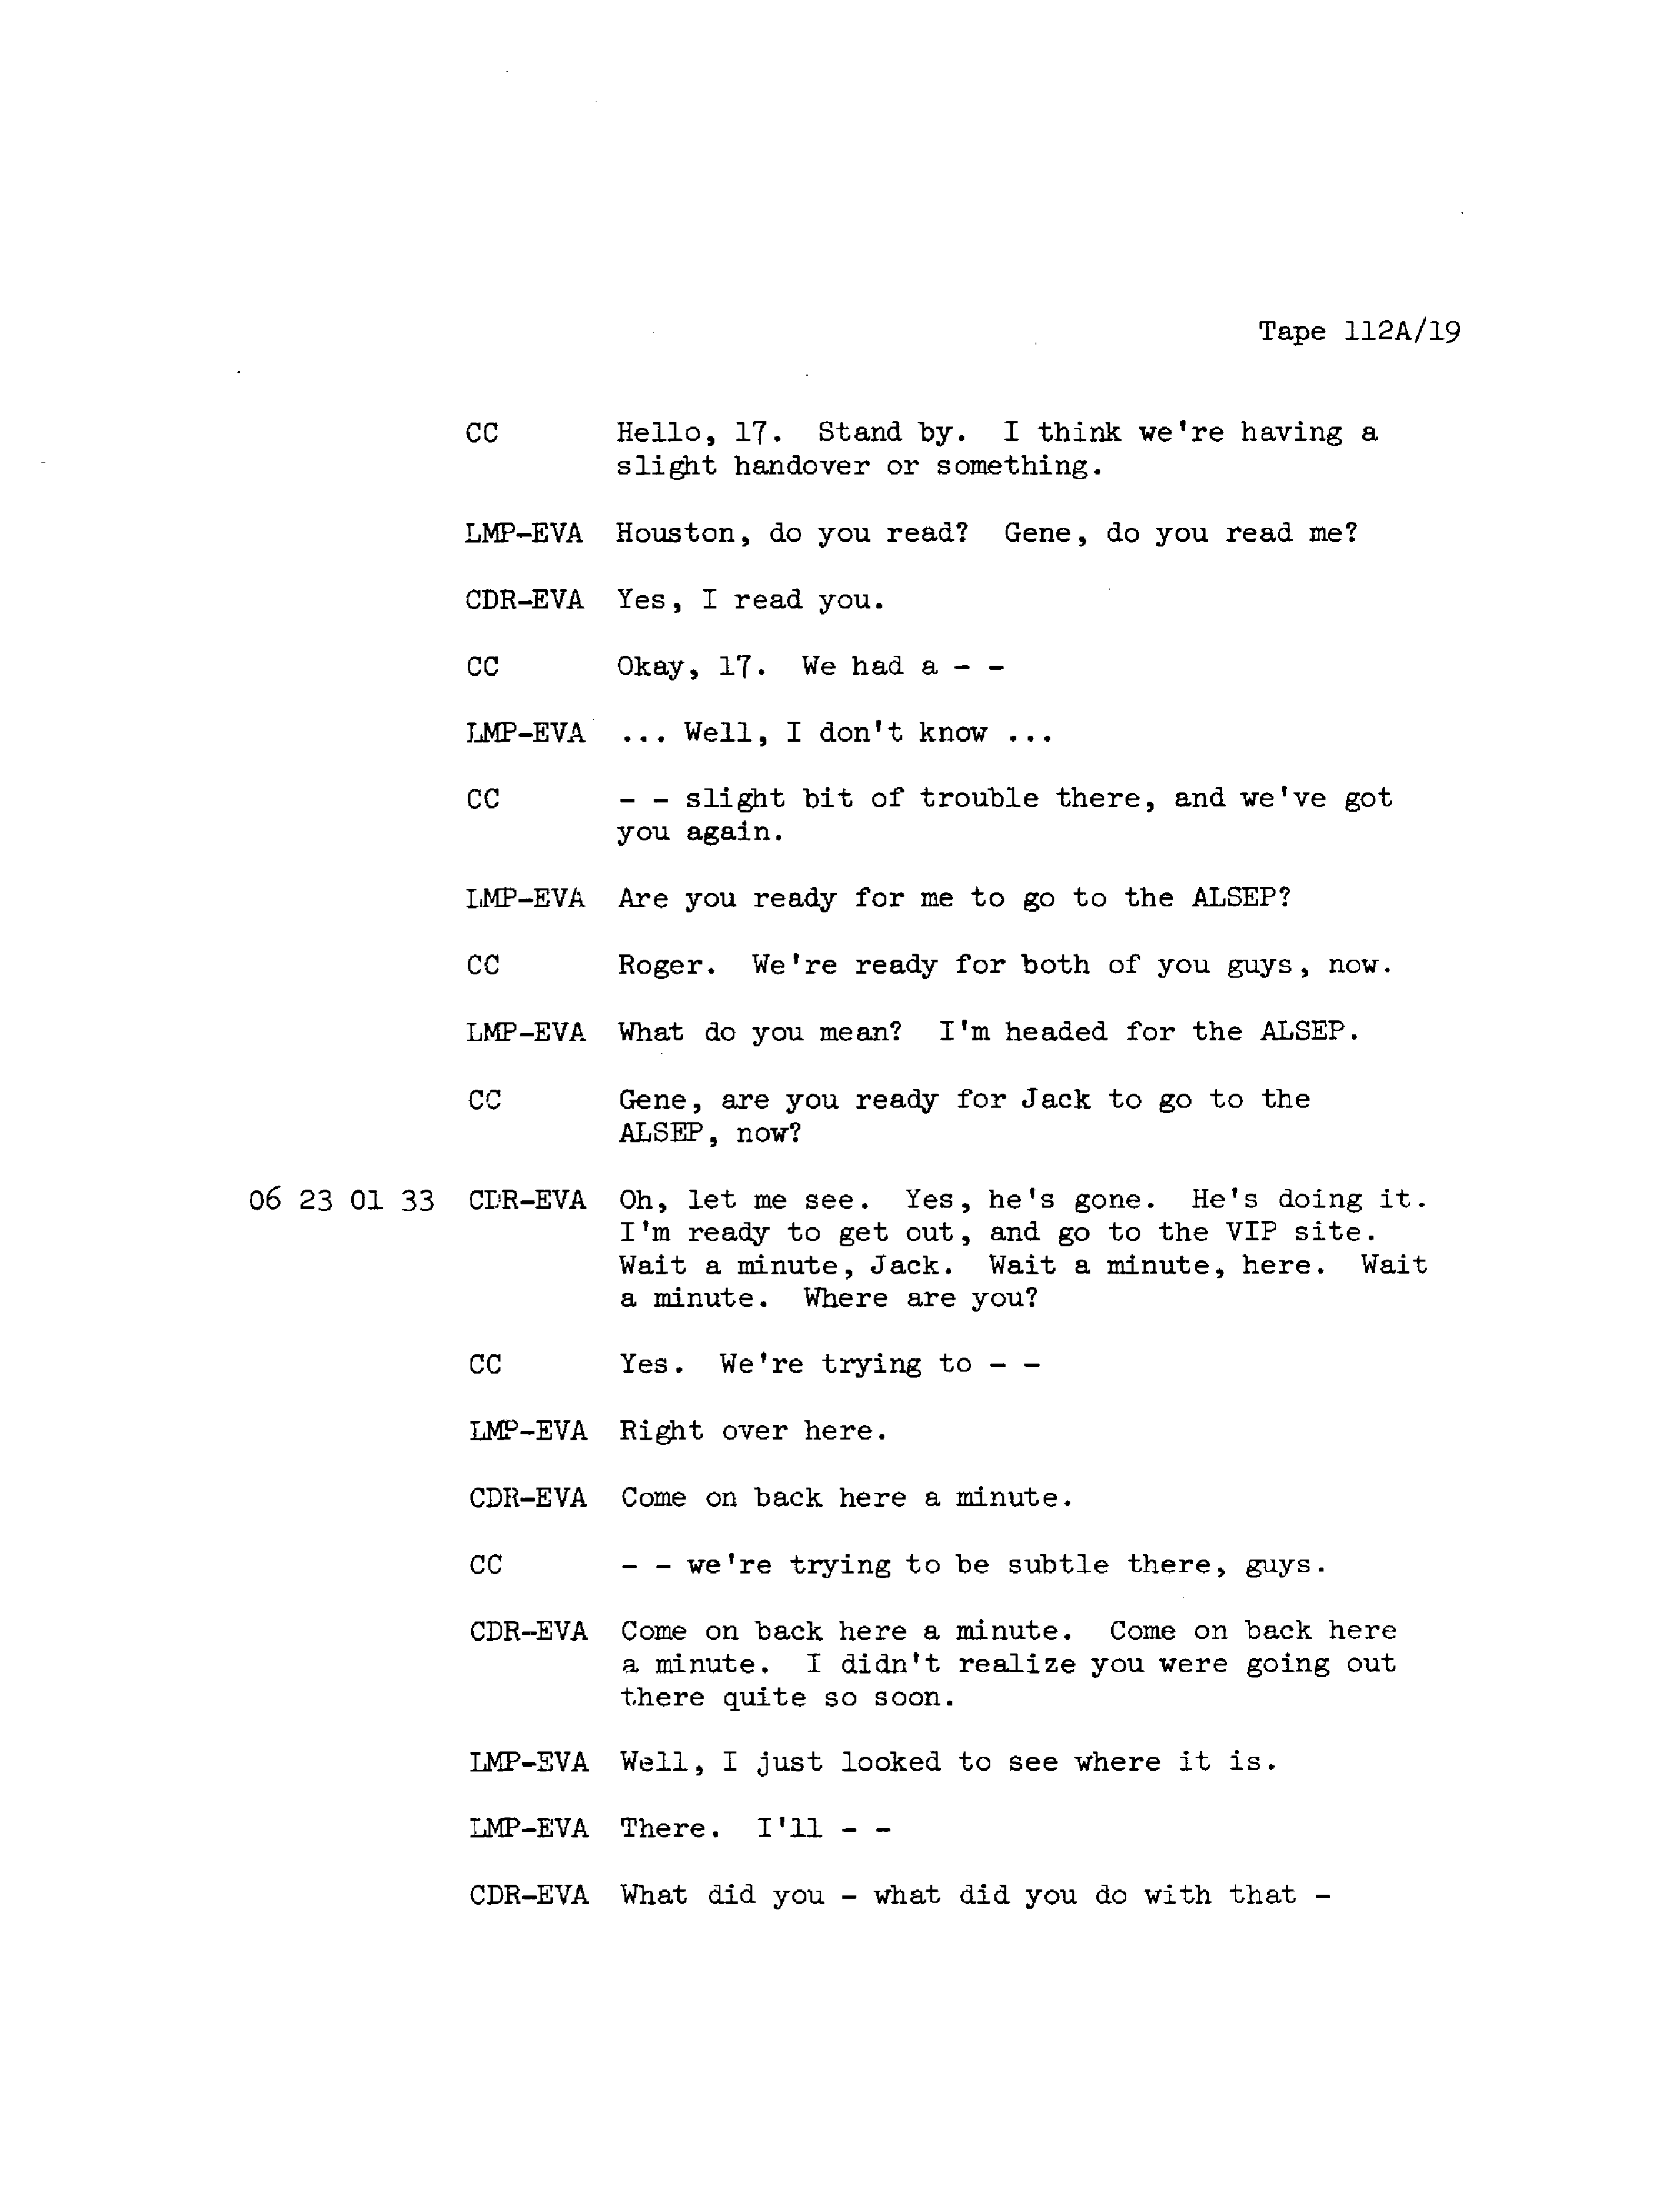 Tape 112A/19
CC Hello, 17. Stand by. I think we're having a
slight handover or something.
LMP-EVA Houston, do you read? Gene, do you read me?
CDR-EVA Yes, I read you.
CC Okay, 17. We had a - -
LMP-EVA ... Well, I don't know ...
CC - - slight bit of trouble there, and we've got
you again.
LMP-EVA Are you ready for me to go to the ALSEP?
CC Roger. We're ready for both of you guys, now.
LMP-EVA What do you mean? I'm headed for the ALSEP.
CC Gene, are you ready for Jack to go to the
ALSEP, now?
06 23 01 33 CDR-EVA Oh, let me see. Yes, he's gone. He's doing it.
I'm ready to get out, and go to the VIP site.
Wait a minute, Jack. Wait a minute, here. Wait
a minute. Where are you?
CC Yes. We're trying to - -
LMP-EVA Right over here.
CDR-EVA Come on back here a minute.
CC - - we're trying to be subtle there, guys.
CDR-EVA Come on back here a minute. Come on back here
a minute. I didn't realize you were going out
there quite so soon.
LMP-EVA Well, I just looked to see where it is.
LMP-EVA There. I'll - -
CDR-EVA What did you - what did you do with that -